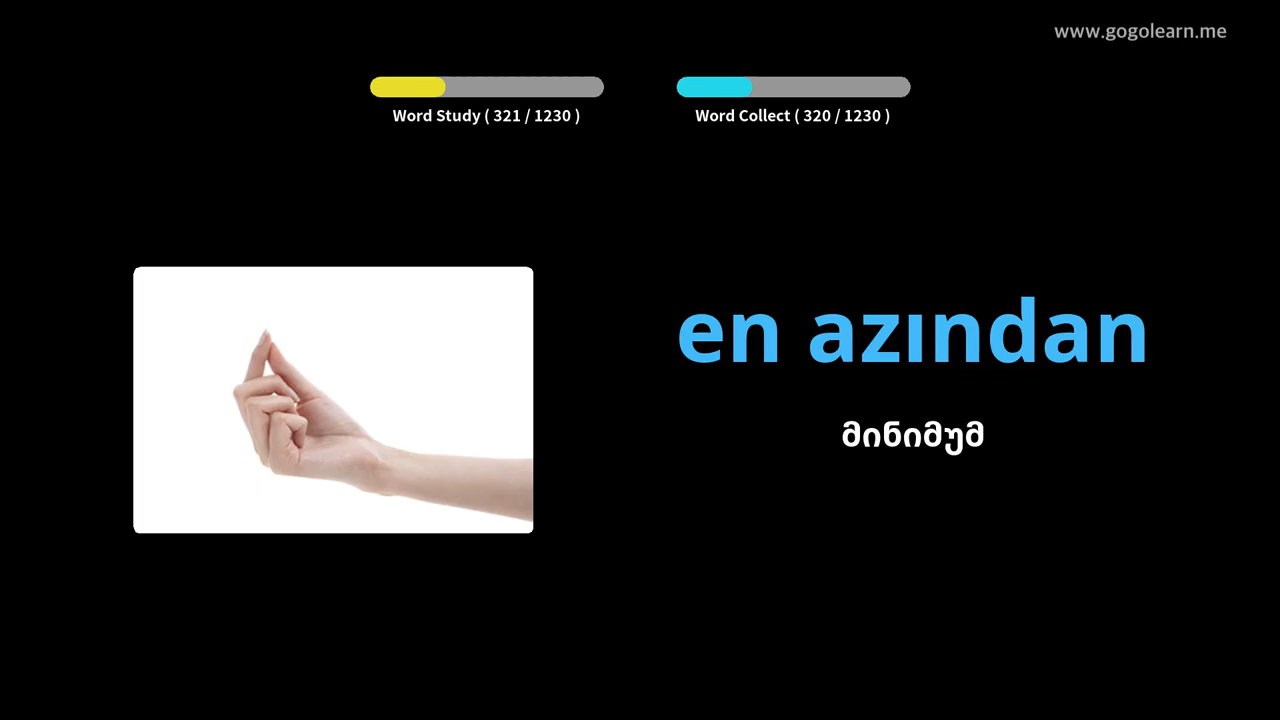 www.gogolearn.me
Word Study ( 321 / 1230 )
Word Collect ( 320 / 1230 )
en azından
მინიმუმ